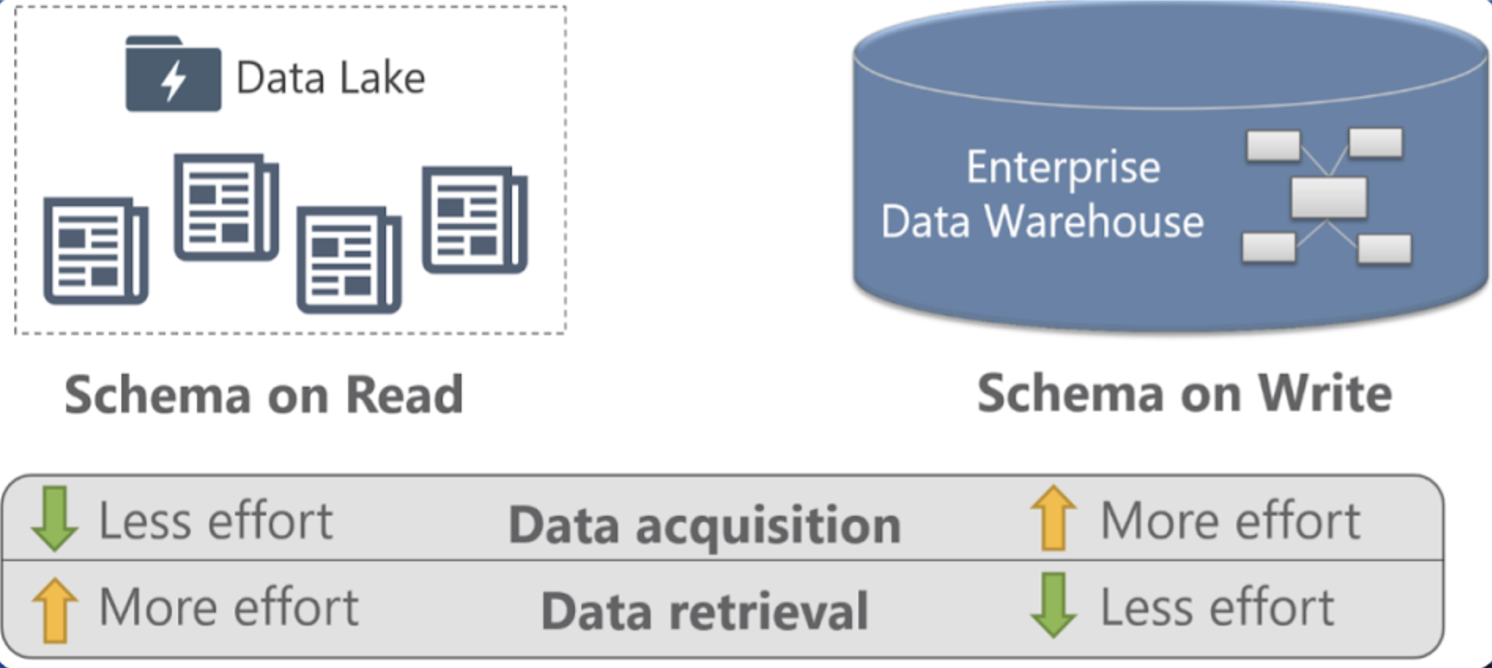 Data Lake
Enterprise
Data Warehouse
Schema on Read
Schema on Write
Less effort
Data acquisition
More effort
More effort
Data retrieval
Less effort